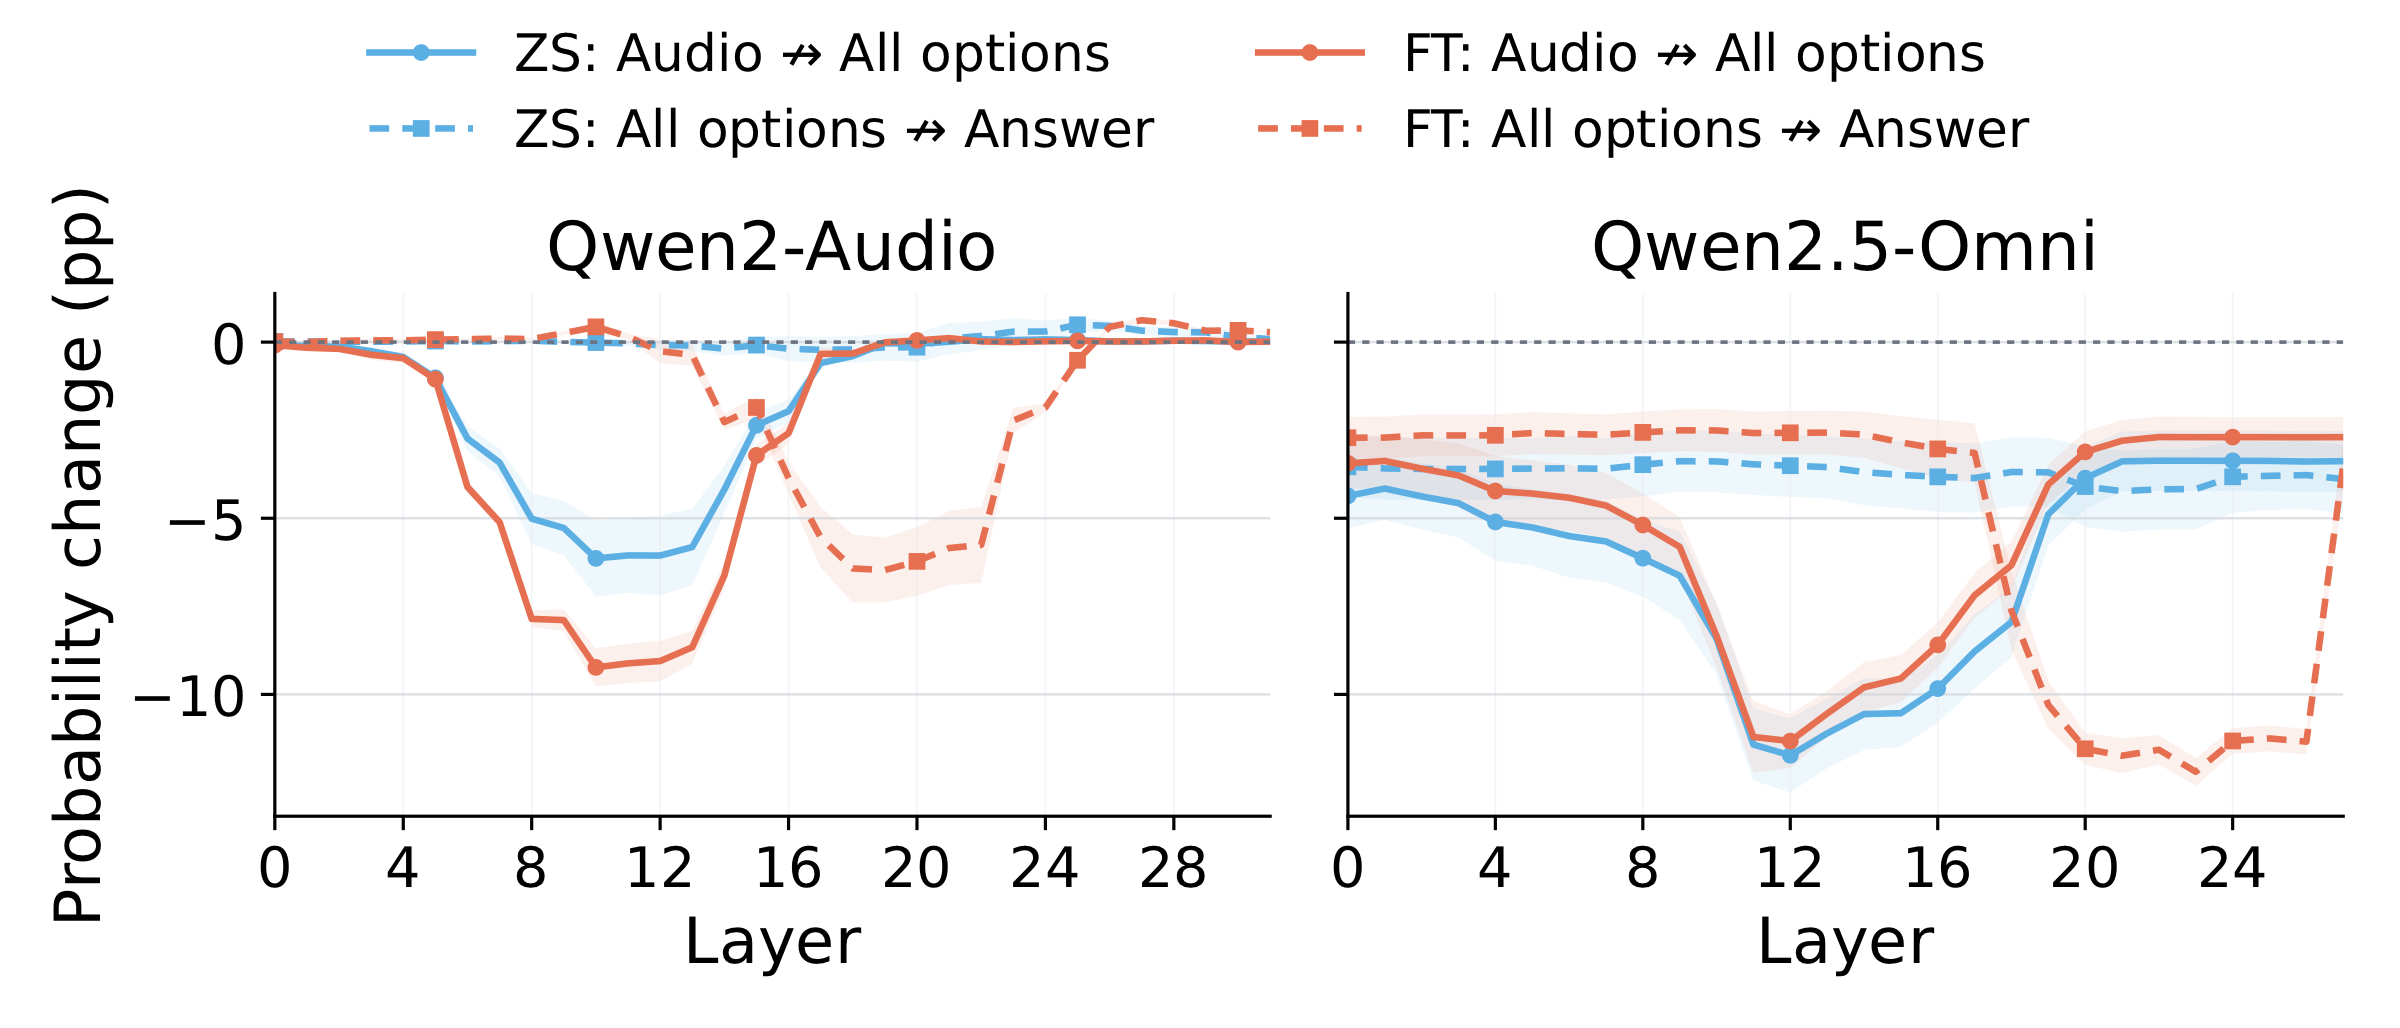 ZS: Audio ↛ All options
FT: Audio ↛ All options
ZS: All options ↛ Answer
FT: All options ↛ Answer
Probability change (pp)
Qwen2-Audio
0
−5
−10
0 4 8 12 16 20 24 28
Layer
Qwen2.5-Omni
0 4 8 12 16 20 24
Layer